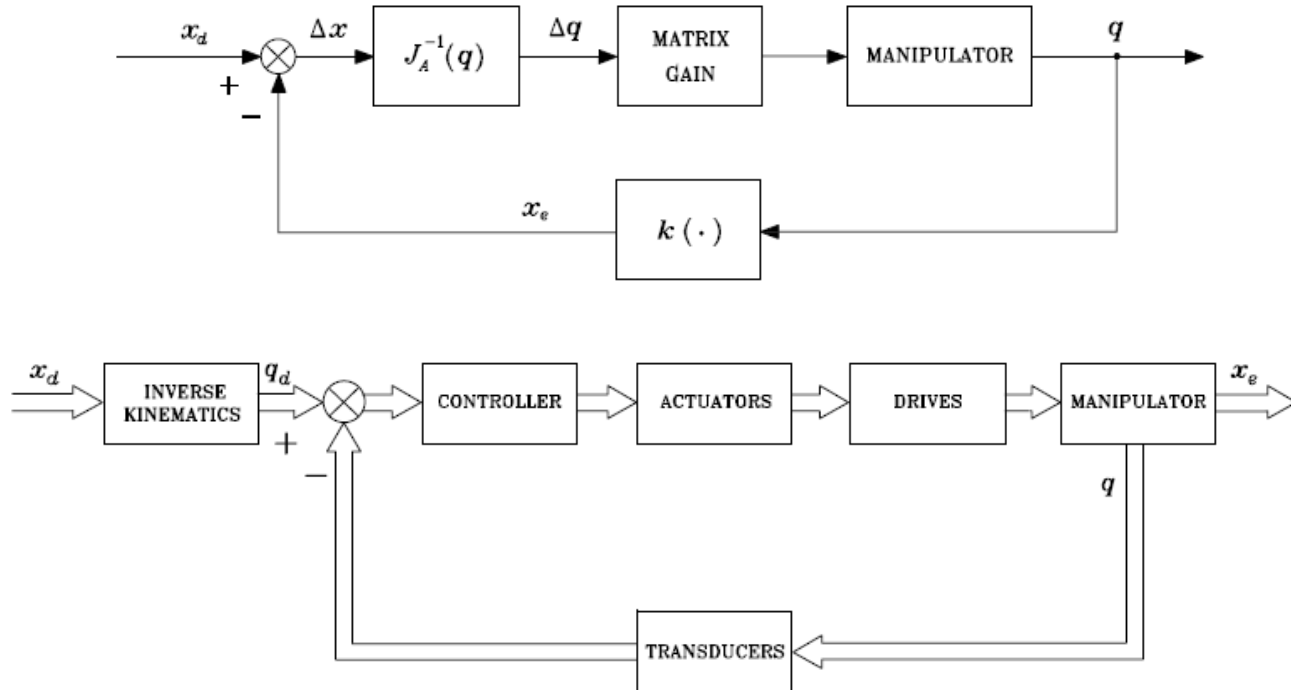 x_d
Δx
J_A^{-1}(q)
Δq
MATRIX
GAIN
MANIPULATOR
q
+
−
x_e
k(·)
x_d
INVERSE
KINEMATICS
q_d
+
−
CONTROLLER
ACTUATORS
DRIVES
MANIPULATOR
x_e
q
TRANSDUCERS